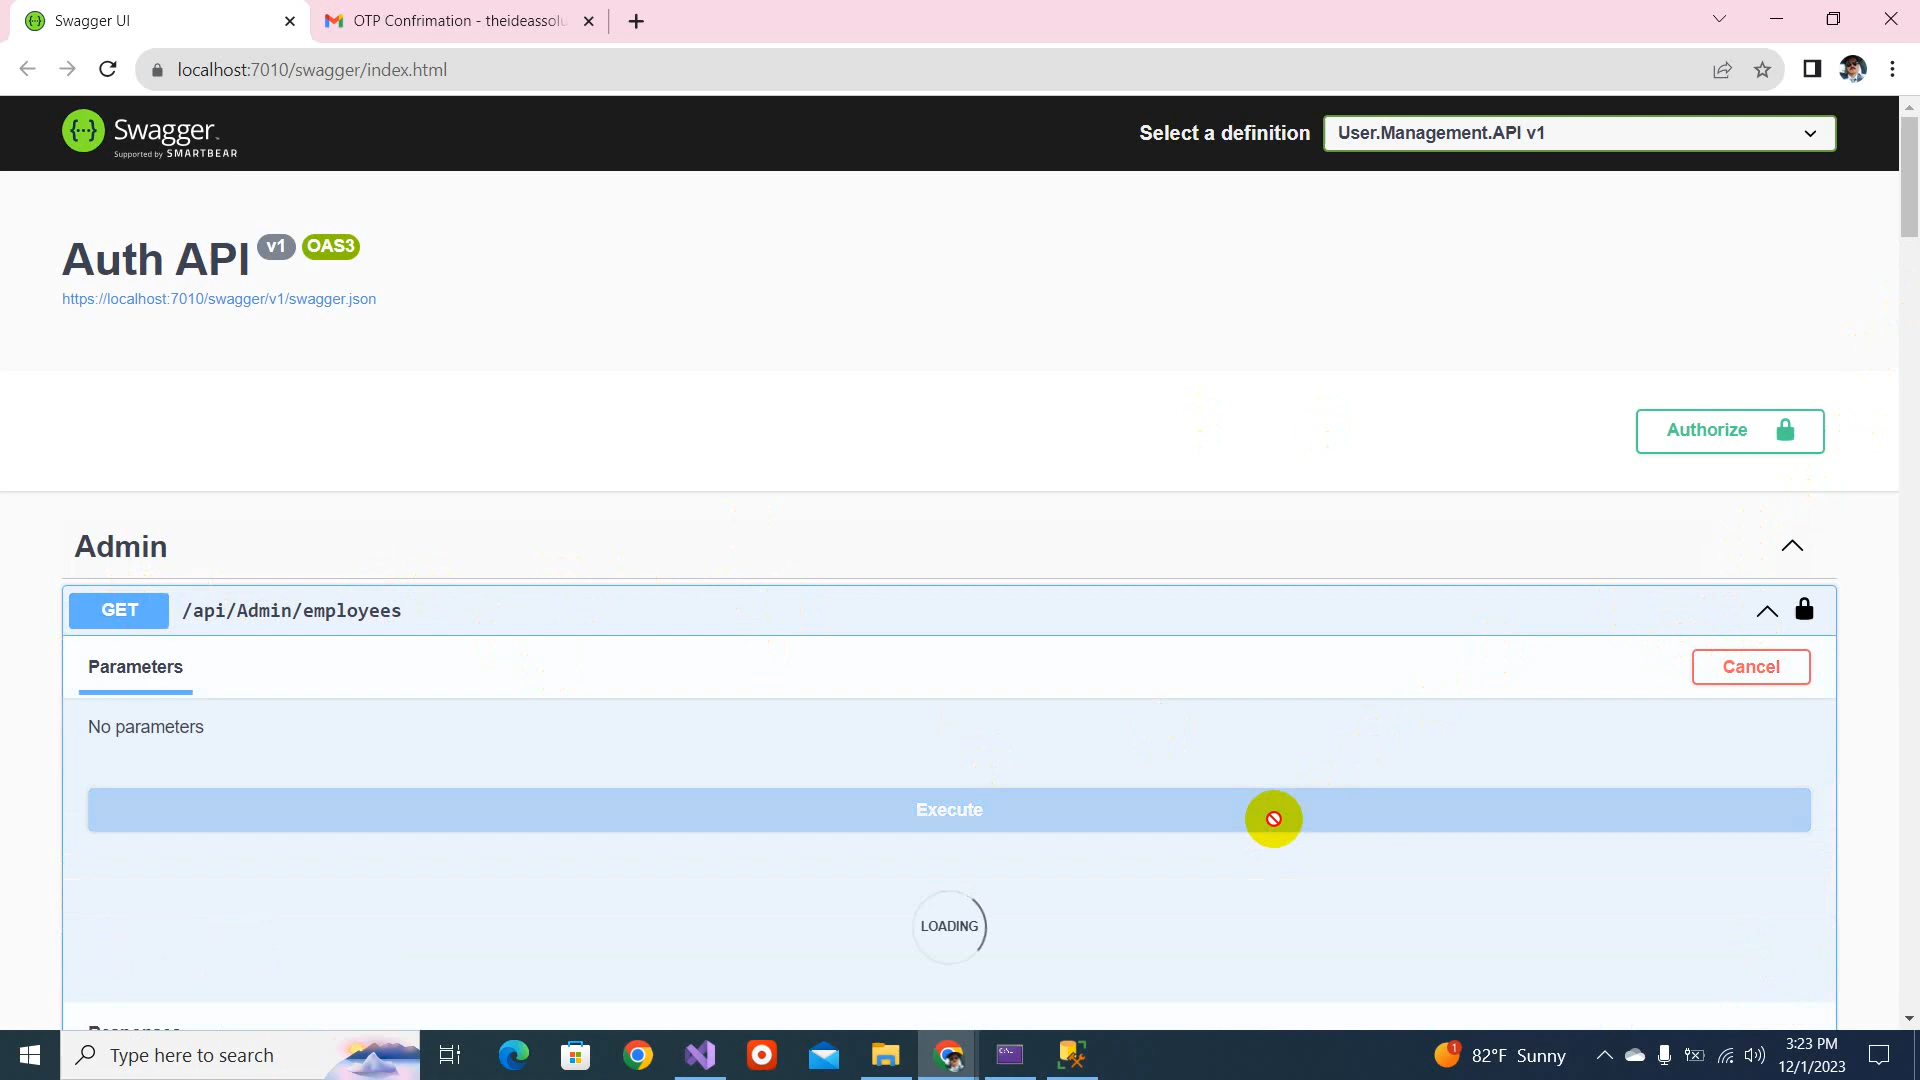 Swagger UI
OTP Confrimation - theideassolu
localhost:7010/swagger/index.html
Swagger
Supported by SMARTBEAR
Select a definition
User.Management.API v1
Auth API v1 OAS3
https://localhost:7010/swagger/v1/swagger.json
Authorize
Admin
GET /api/Admin/employees
Parameters
Cancel
No parameters
Execute
LOADING
Responses
Type here to search
1
82°F Sunny
3:23 PM
12/1/2023